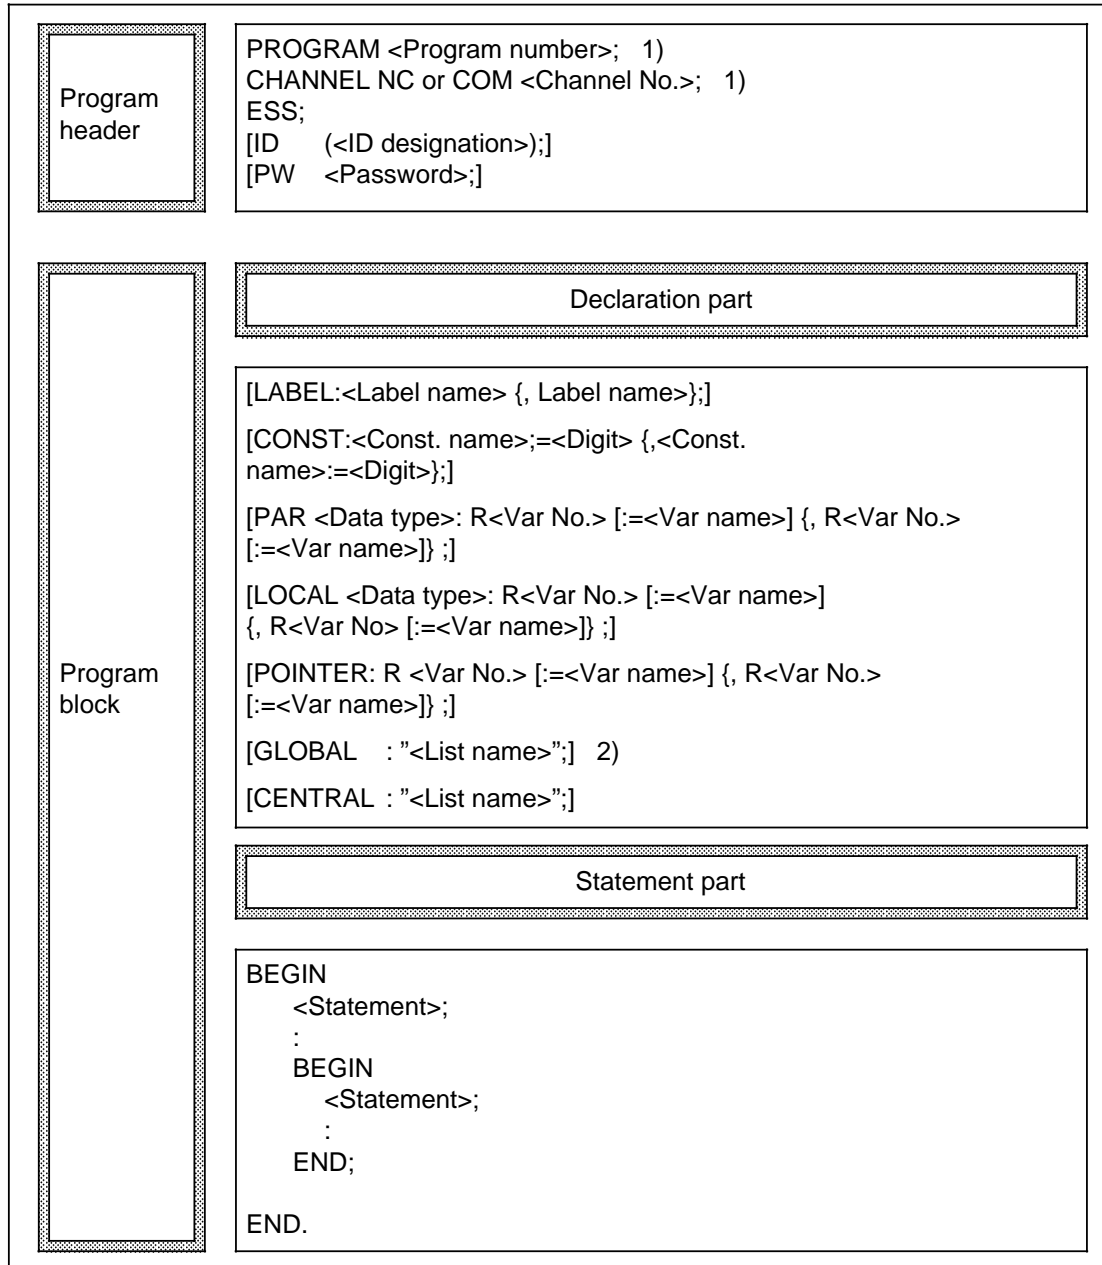 Program
header
PROGRAM <Program number>; 1)
CHANNEL NC or COM <Channel No.>; 1)
ESS;
[ID (<ID designation>);]
[PW <Password>;]
Program
block
Declaration part
[LABEL:<Label name> {, Label name>};]
[CONST:<Const. name>;=<Digit> {,<Const.
name>:=<Digit>};]
[PAR <Data type>: R<Var No.> [:=<Var name>] {, R<Var No.>
[:=<Var name>]} ;]
[LOCAL <Data type>: R<Var No.> [:=<Var name>]
{, R<Var No> [:=<Var name>]} ;]
[POINTER: R <Var No.> [:=<Var name>] {, R<Var No.>
[:=<Var name>]} ;]
[GLOBAL : ”<List name>”;] 2)
[CENTRAL : ”<List name>”;]
Statement part
BEGIN
<Statement>;
:
BEGIN
<Statement>;
:
END;
END.